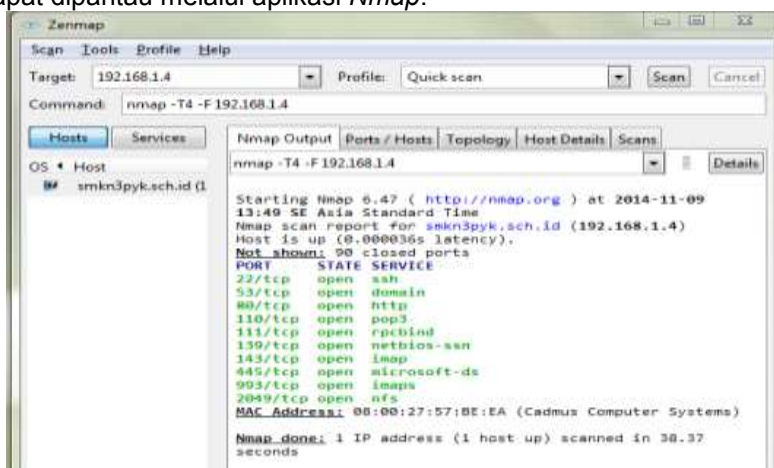 apat dipantau melalui aplikasi Nmap.
Zenmap
Scan Tools Profile Help
Target: 192.168.1.4 Profile: Quick scan Scan Cancel
Command: nmap -T4 -F 192.168.1.4
Hosts Services Nmap Output Ports / Hosts Topology Host Details Scans
OS Host nmap -T4 -F 192.168.1.4 Details
smkn3pyk.sch.id (1
Starting Nmap 6.47 ( http://nmap.org ) at 2014-11-09
13:49 SE Asia Standard Time
Nmap scan report for smkn3pyk.sch.id (192.168.1.4)
Host is up (0.000036s latency).
Not shown: 90 closed ports
PORT STATE SERVICE
22/tcp open ssh
53/tcp open domain
80/tcp open http
110/tcp open pop3
111/tcp open rpcbind
139/tcp open netbios-ssn
143/tcp open imap
445/tcp open microsoft-ds
993/tcp open imaps
2049/tcp open nfs
MAC Address: 08:00:27:57:BE:EA (Cadmus Computer Systems)
Nmap done: 1 IP address (1 host up) scanned in 38.37
seconds